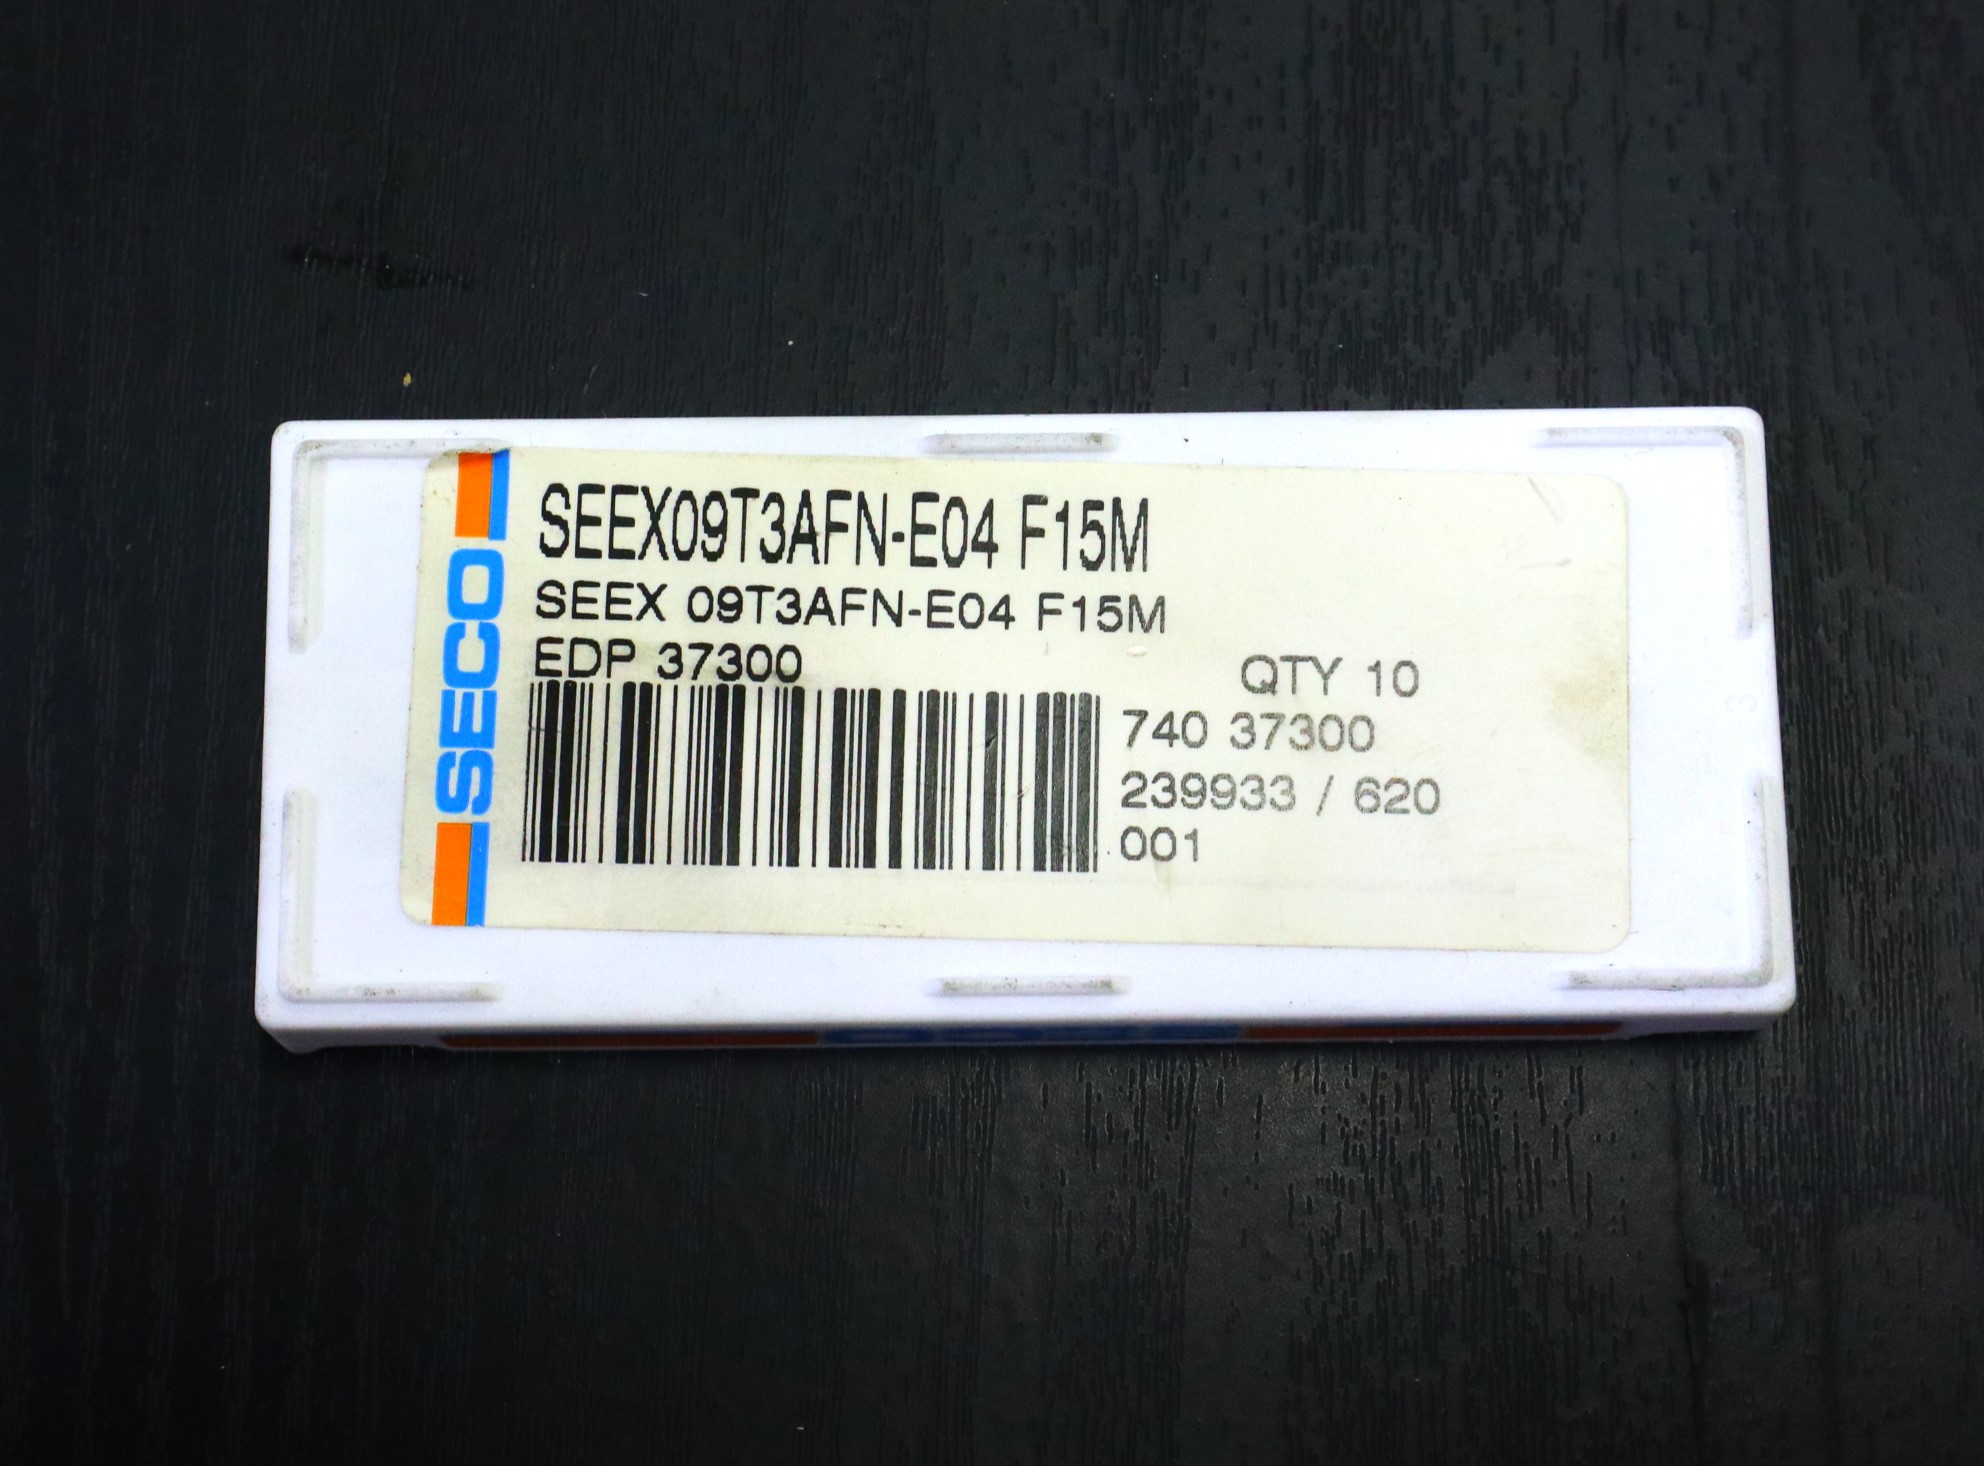 SECO
SEEX09T3AFN-E04 F15M
SEEX 09T3AFN-E04 F15M
EDP 37300
QTY 10
740 37300
239933 / 620
001